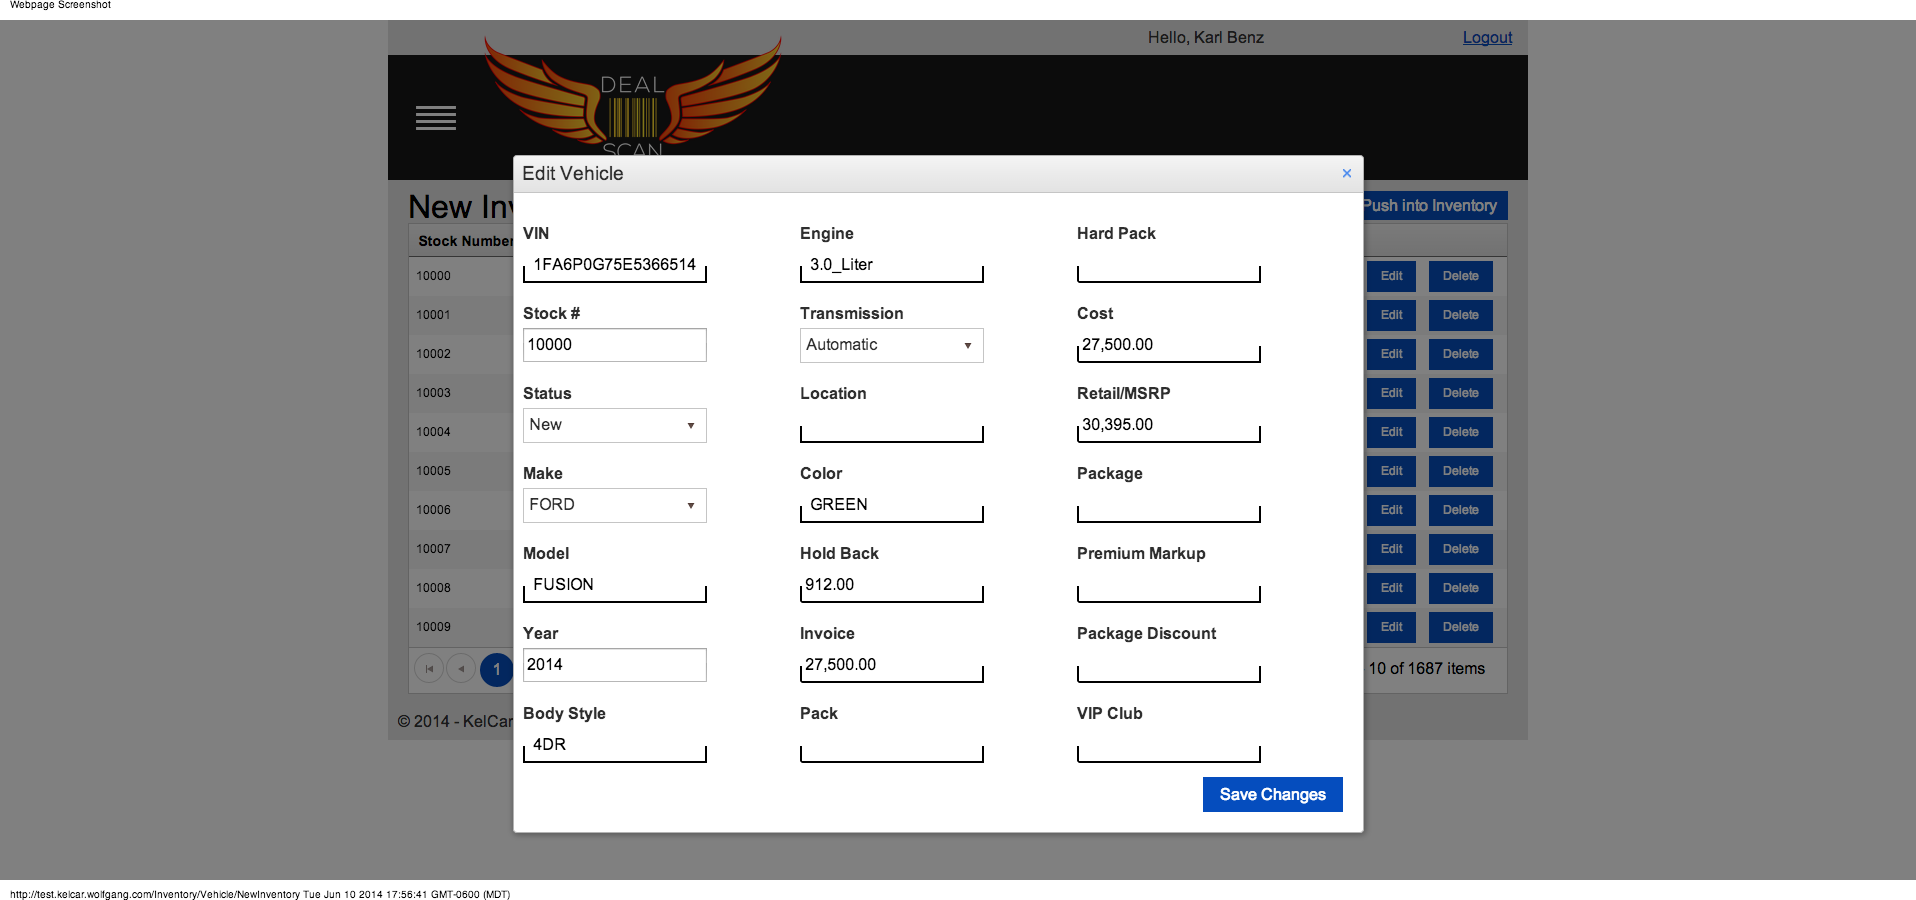 Webpage Screenshot
Hello, Karl Benz
Logout
DEAL
SCAN
Edit Vehicle
×
New Inv
Push into Inventory
Stock Number
VIN
Engine
Hard Pack
1FA6P0G75E5366514
3.0_Liter
10000
Edit
Delete
Stock #
Transmission
Cost
10001
Edit
Delete
10000
Automatic
27,500.00
10002
Edit
Delete
Status
Location
Retail/MSRP
10003
Edit
Delete
New
30,395.00
10004
Edit
Delete
Make
Color
Package
10005
Edit
Delete
FORD
GREEN
10006
Edit
Delete
Model
Hold Back
Premium Markup
10007
Edit
Delete
FUSION
912.00
10008
Edit
Delete
Year
Invoice
Package Discount
10009
Edit
Delete
2014
27,500.00
1
10 of 1687 items
Body Style
Pack
VIP Club
© 2014 - KelCar
4DR
Save Changes
http://test.kelcar.wolfgang.com/Inventory/Vehicle/NewInventory Tue Jun 10 2014 17:56:41 GMT-0600 (MDT)